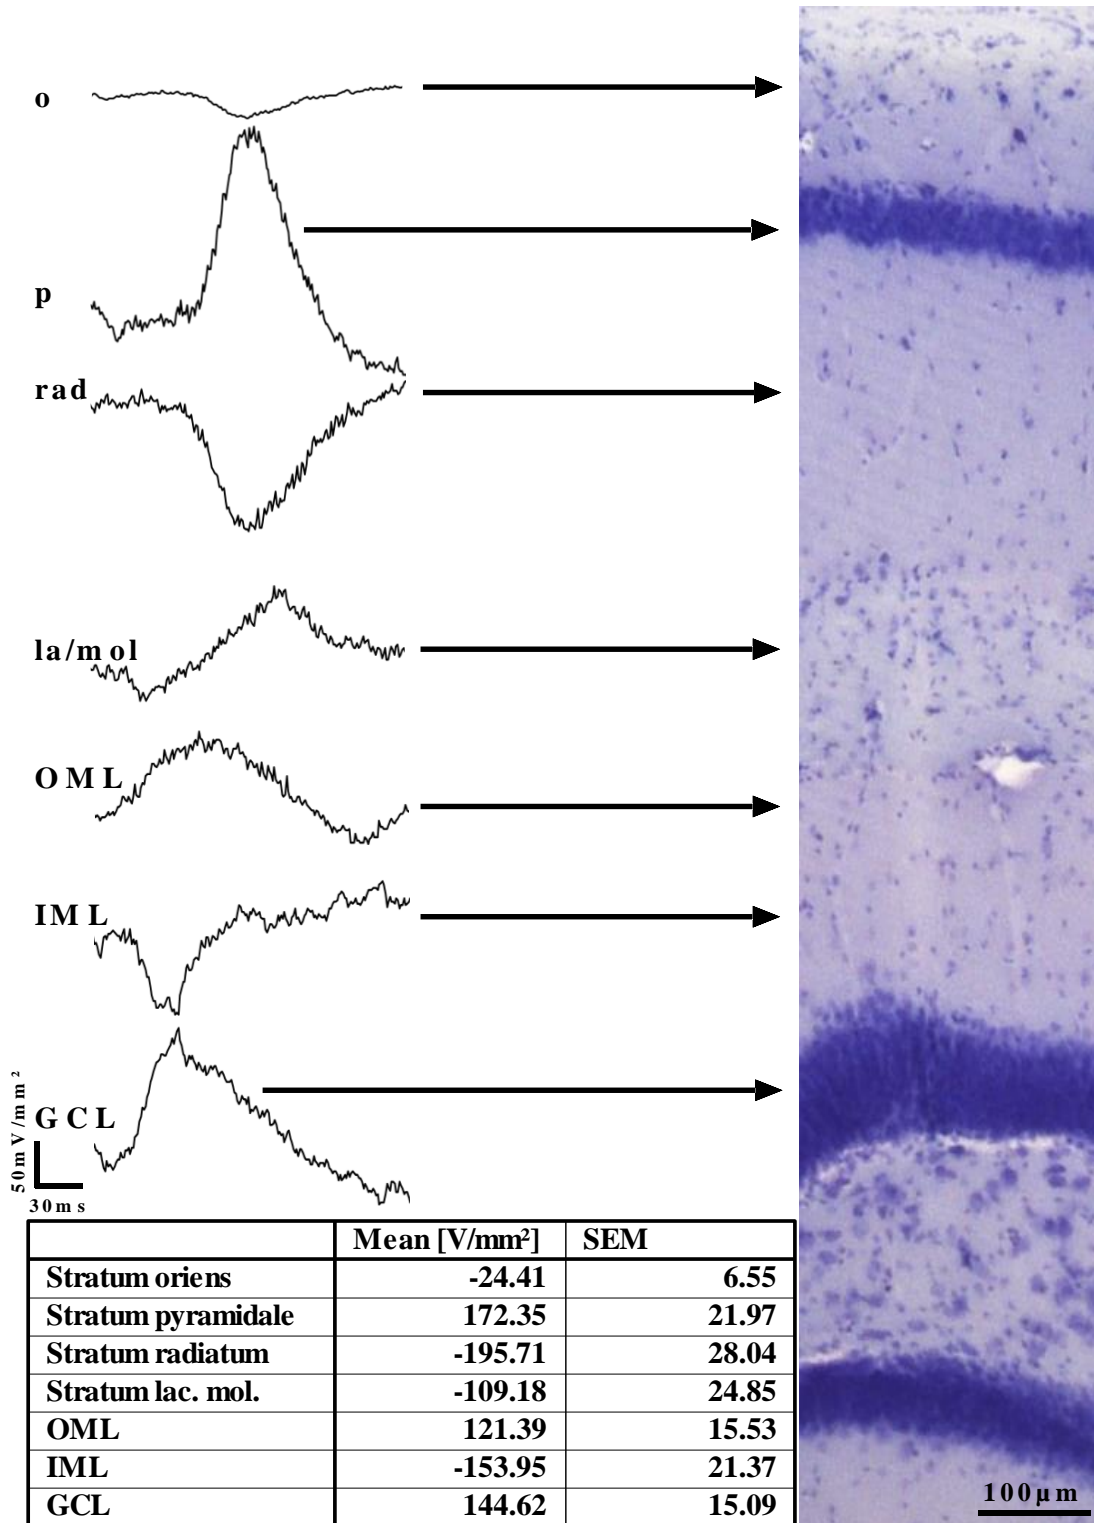 o
p
rad
la/mol
OML
IML
GCL
50mV/mm²
30ms
Mean [V/mm²] SEM
Stratum oriens -24.41 6.55
Stratum pyramidale 172.35 21.97
Stratum radiatum -195.71 28.04
Stratum lac. mol. -109.18 24.85
OML 121.39 15.53
IML -153.95 21.37
GCL 144.62 15.09
100µm